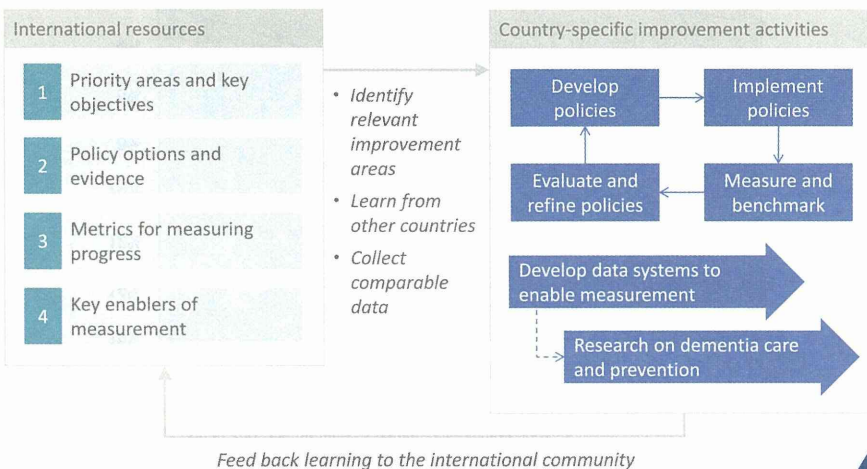 International resources
1
Priority areas and key
objectives
2
Policy options and
evidence
3
Metrics for measuring
progress
4
Key enablers of
measurement
• Identify
relevant
improvement
areas
• Learn from
other countries
• Collect
comparable
data
Country-specific improvement activities
Develop
policies
Implement
policies
Evaluate and
refine policies
Measure and
benchmark
Develop data systems to
enable measurement
Research on dementia care
and prevention
Feed back learning to the international community